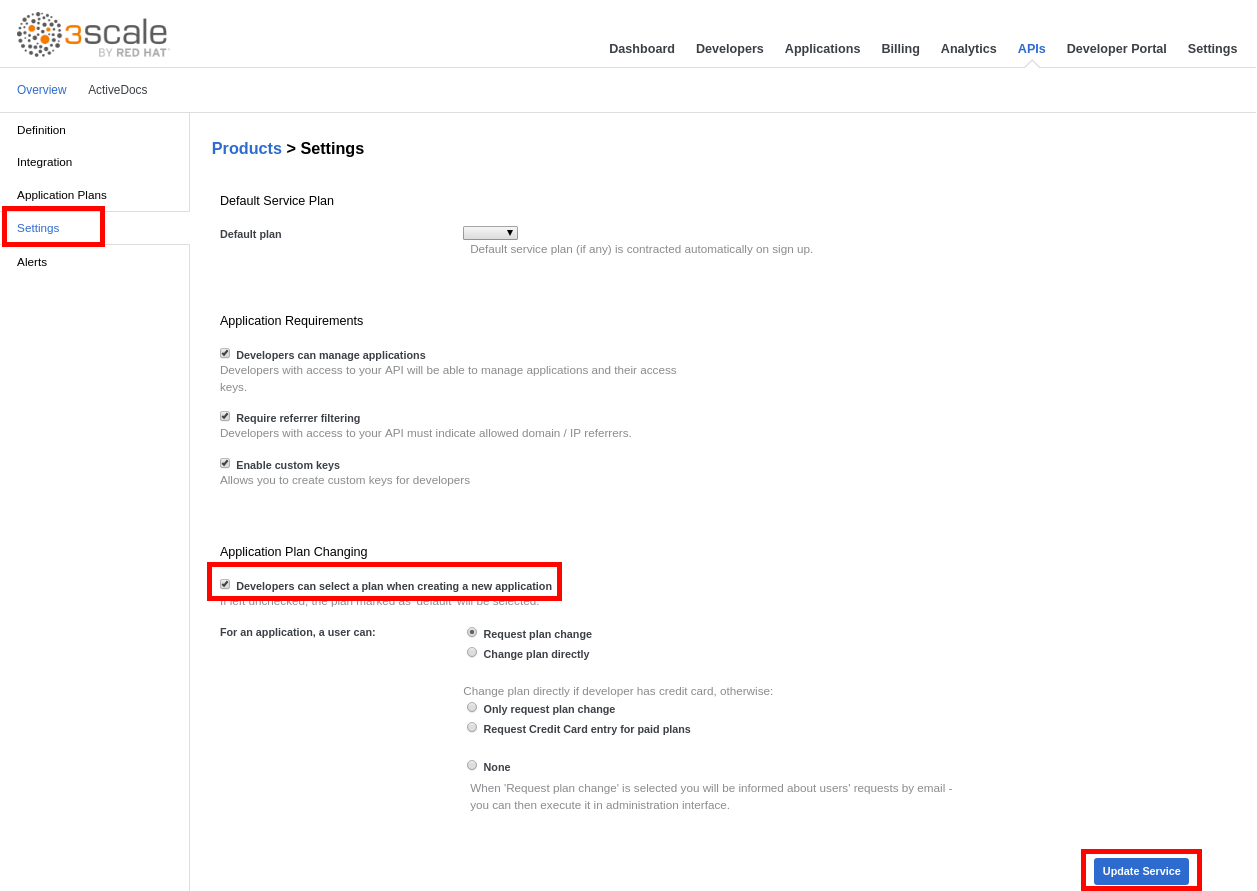 3scale
BY RED HAT
Dashboard Developers Applications Billing Analytics APIs Developer Portal Settings
Overview ActiveDocs
Definition
Integration
Application Plans
Settings
Alerts
Products > Settings
Default Service Plan
Default plan
Default service plan (if any) is contracted automatically on sign up.
Application Requirements
Developers can manage applications
Developers with access to your API will be able to manage applications and their access
keys.
Require referrer filtering
Developers with access to your API must indicate allowed domain / IP referrers.
Enable custom keys
Allows you to create custom keys for developers
Application Plan Changing
Developers can select a plan when creating a new application
If left unchecked, the plan marked as 'default' will be selected.
For an application, a user can:
Request plan change
Change plan directly
Change plan directly if developer has credit card, otherwise:
Only request plan change
Request Credit Card entry for paid plans
None
When 'Request plan change' is selected you will be informed about users' requests by email -
you can then execute it in administration interface.
Update Service